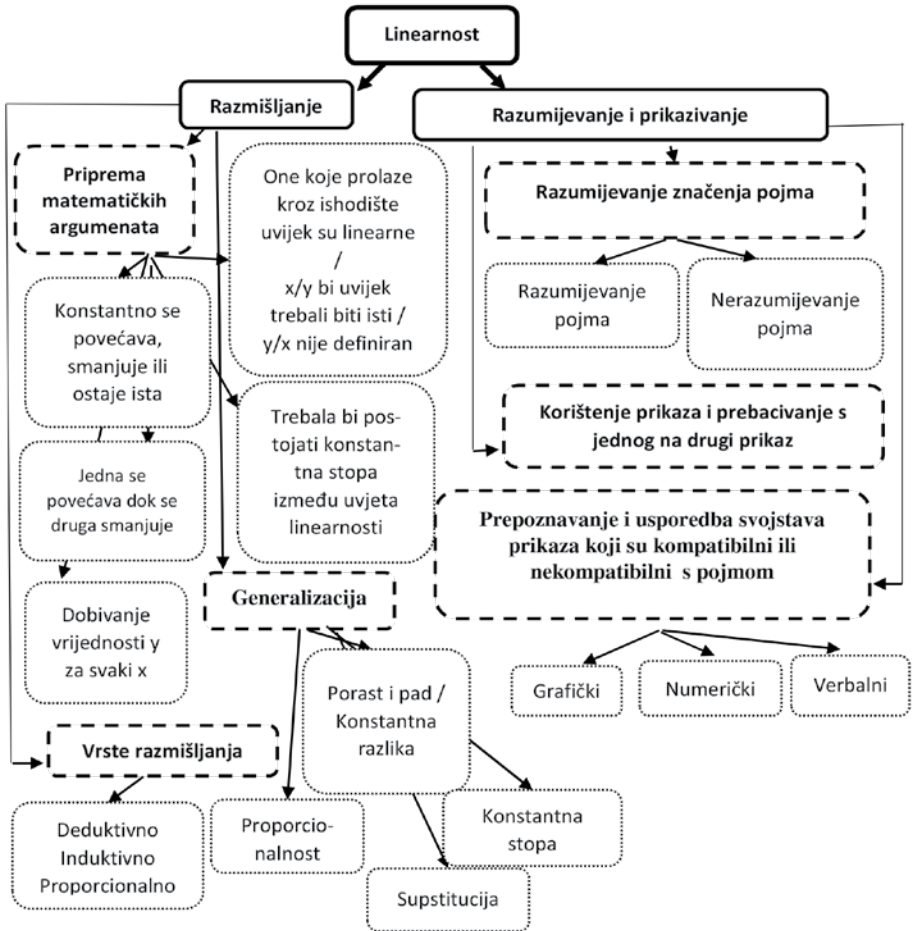 Linearnost
Razmišljanje
Razumijevanje i prikazivanje
Priprema
matematičkih
argumenata
One koje prolaze
kroz ishodište
uvijek su linearne
/
x/y bi uvijek
trebali biti isti /
y/x nije definiran
Razumijevanje značenja pojma
Razumijevanje
pojma
Nerazumijevanje
pojma
Konstantno se
povećava,
smanjuje ili
ostaje ista
Trebala bi pos-
tojati konstan-
tna stopa
između uvjeta
linearnosti
Korištenje prikaza i prebacivanje s
jednog na drugi prikaz
Jedna se
povećava dok se
druga smanjuje
Prepoznavanje i usporedba svojstava
prikaza koji su kompatibilni ili
nekompatibilni s pojmom
Generalizacija
Dobivanje
vrijednosti y
za svaki x
Grafički
Numerički
Verbalni
Porast i pad /
Konstantna
razlika
Vrste razmišljanja
Deduktivno
Induktivno
Proporcionalno
Proporcio-
nalnost
Konstantna
stopa
Supstitucija